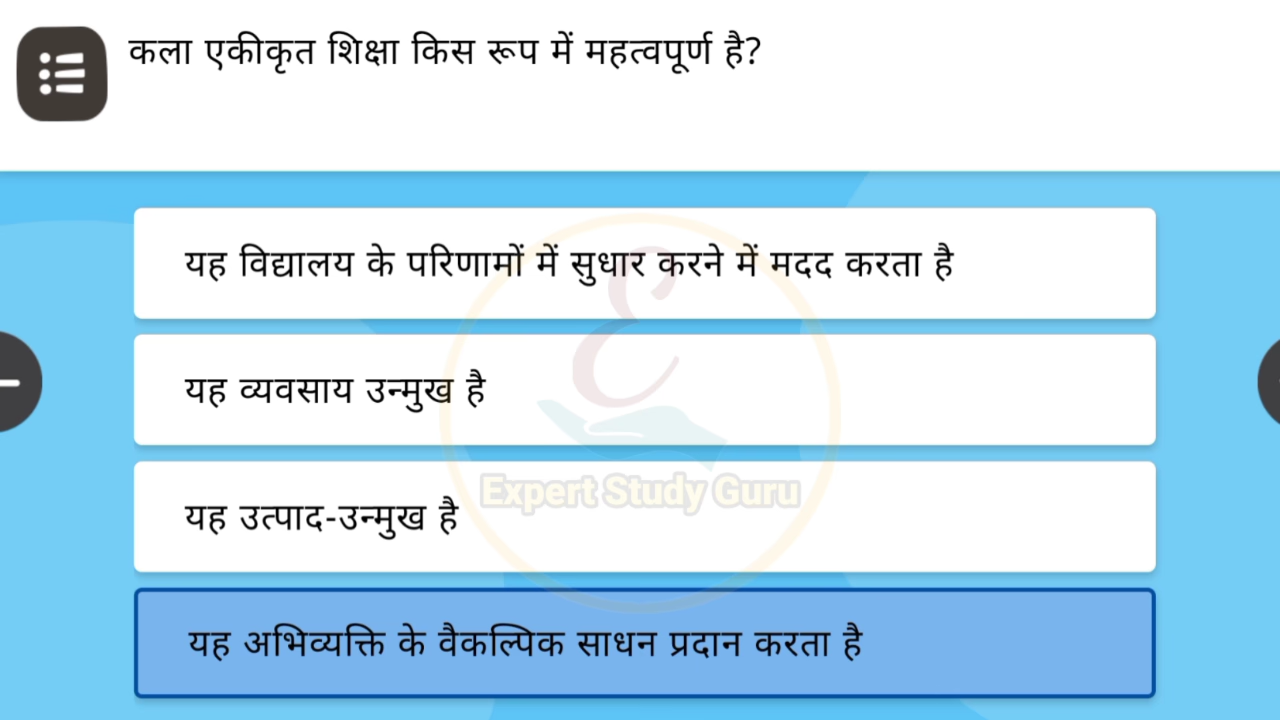 कला एकीकृत शिक्षा किस रूप में महत्वपूर्ण है?
यह विद्यालय के परिणामों में सुधार करने में मदद करता है
यह व्यवसाय उन्मुख है
यह उत्पाद-उन्मुख है
Expert Study Guru
यह अभिव्यक्ति के वैकल्पिक साधन प्रदान करता है